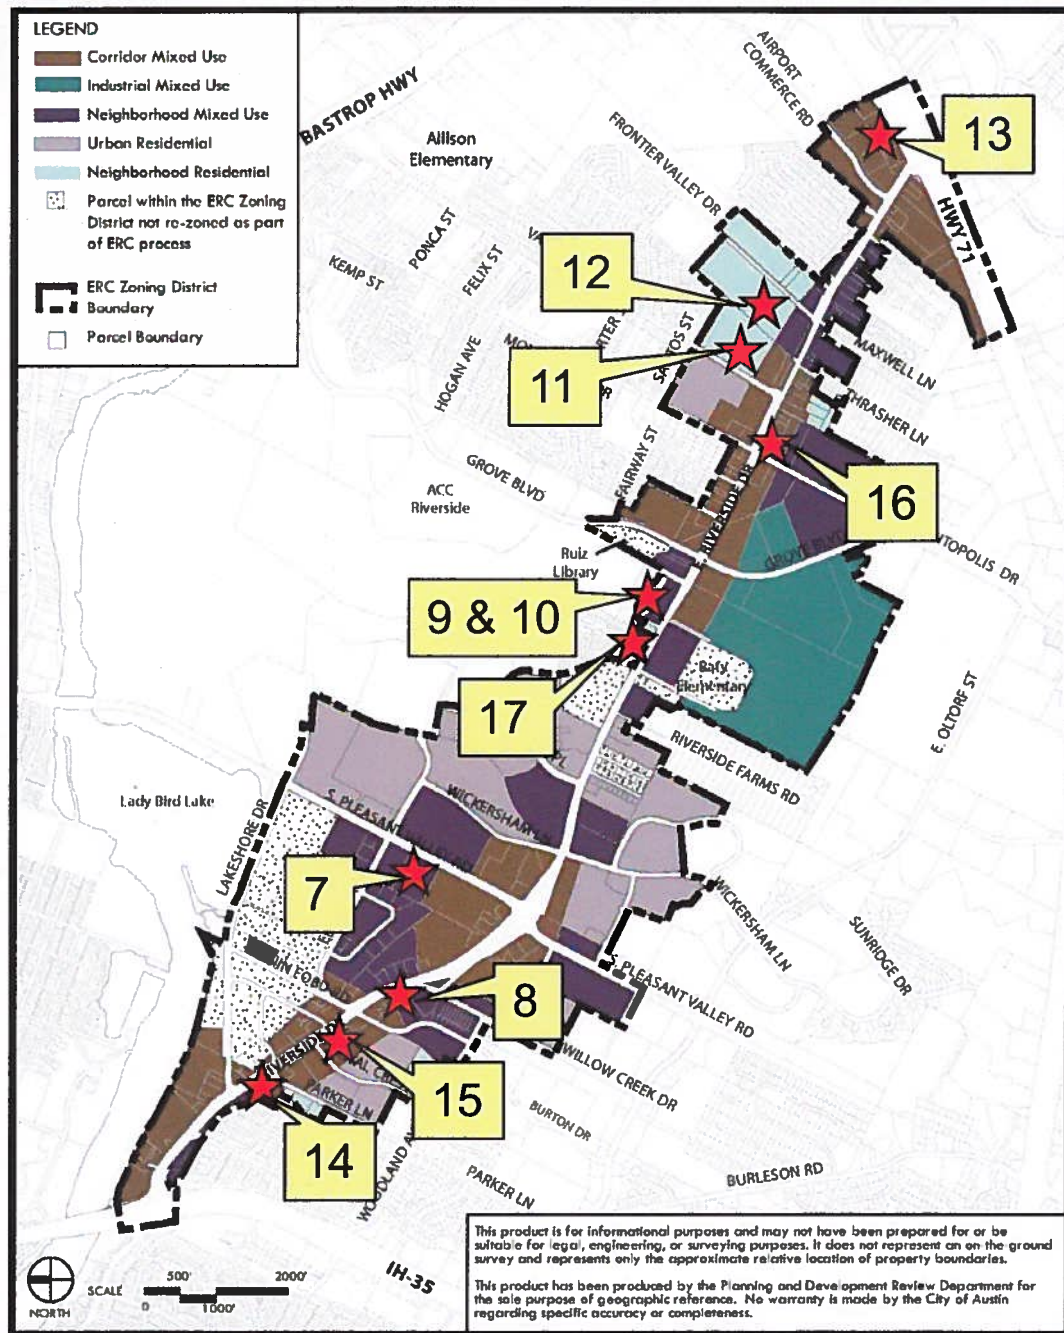 LEGEND
Corridor Mixed Use
Industrial Mixed Use
Neighborhood Mixed Use
Urban Residential
Neighborhood Residential
Parcel within the ERC Zoning
District not re-zoned as part
of ERC process
ERC Zoning District
Boundary
Parcel Boundary
BASTROP HWY
Allison
Elementary
AIRPORT
COMMERCE RD
FRONTIER VALLEY DR
13
HWY 71
PONCA ST
KEMP ST
FELIX ST
12
HOGAN AVE
11
MAXWELL LN
THRASHER LN
FAIRWAY ST
GROVE BLVD
ACC
Riverside
RIVERSIDE DR
16
GROVE BLVD
Ruiz
Library
9 & 10
17
Elementary
E. OLTORF ST
RIVERSIDE FARMS RD
Lady Bird Lake
LAKESHORE DR
WICKERSHAM LN
7
WICKERSHAM LN
SUNRIDGE DR
S. PLEASANT VALLEY RD
8
WILLOW CREEK DR
15
PARKER LN
BURTON DR
14
PARKER LN
BURLESON RD
IH-35
NORTH
SCALE
500' 2000'
0 1000'
This product is for informational purposes and may not have been prepared for or be
suitable for legal, engineering, or surveying purposes. It does not represent an on-the-ground
survey and represents only the approximate relative location of property boundaries.
This product has been produced by the Planning and Development Review Department for
the sole purpose of geographic reference. No warranty is made by the City of Austin
regarding specific accuracy or completeness.